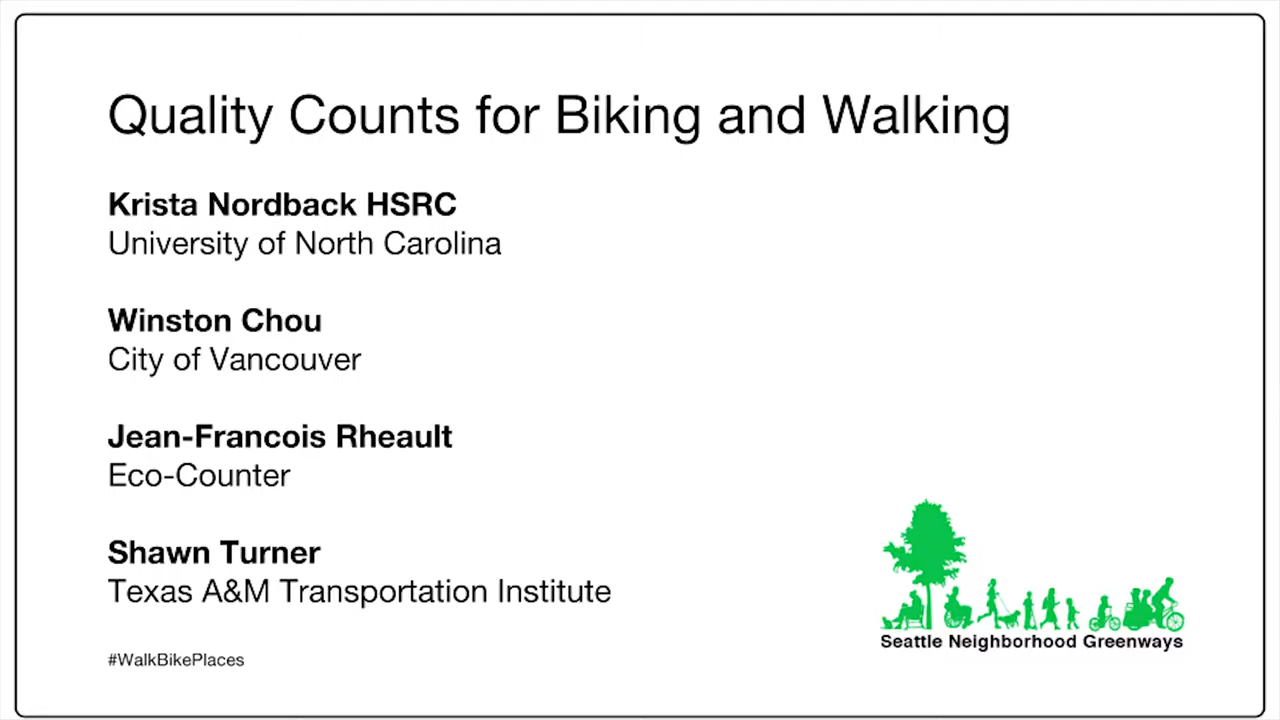 Quality Counts for Biking and Walking
Krista Nordback HSRC
University of North Carolina
Winston Chou
City of Vancouver
Jean-Francois Rheault
Eco-Counter
Shawn Turner
Texas A&M Transportation Institute
Seattle Neighborhood Greenways
#WalkBikePlaces